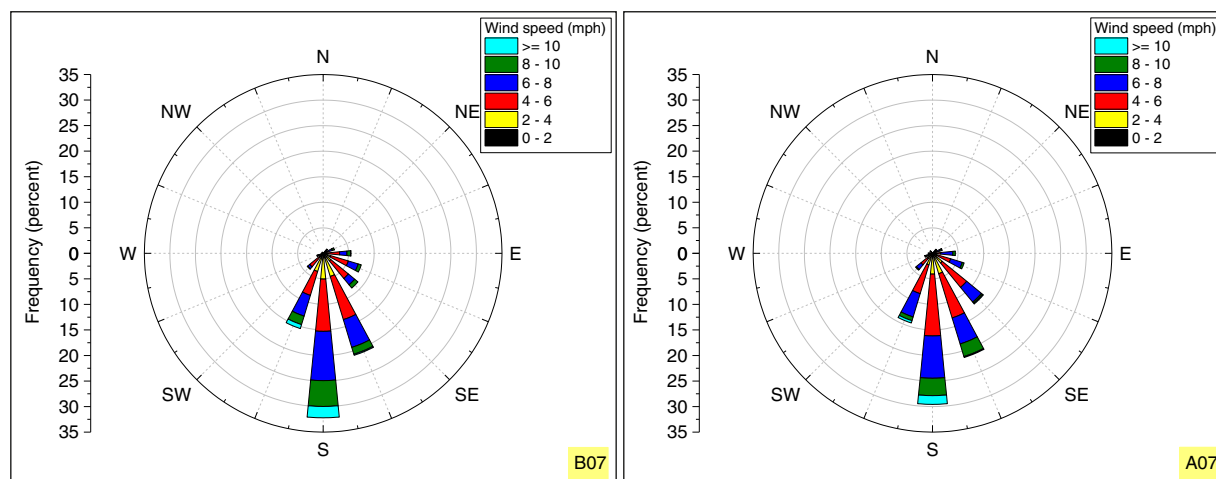 Wind speed (mph)
>= 10
8 - 10
6 - 8
4 - 6
2 - 4
0 - 2
Frequency (percent)
35
30
25
20
15
10
5
0
5
10
15
20
25
30
35
N
NE
E
SE
S
SW
W
NW
B07
Wind speed (mph)
>= 10
8 - 10
6 - 8
4 - 6
2 - 4
0 - 2
Frequency (percent)
35
30
25
20
15
10
5
0
5
10
15
20
25
30
35
N
NE
E
SE
S
SW
W
NW
A07